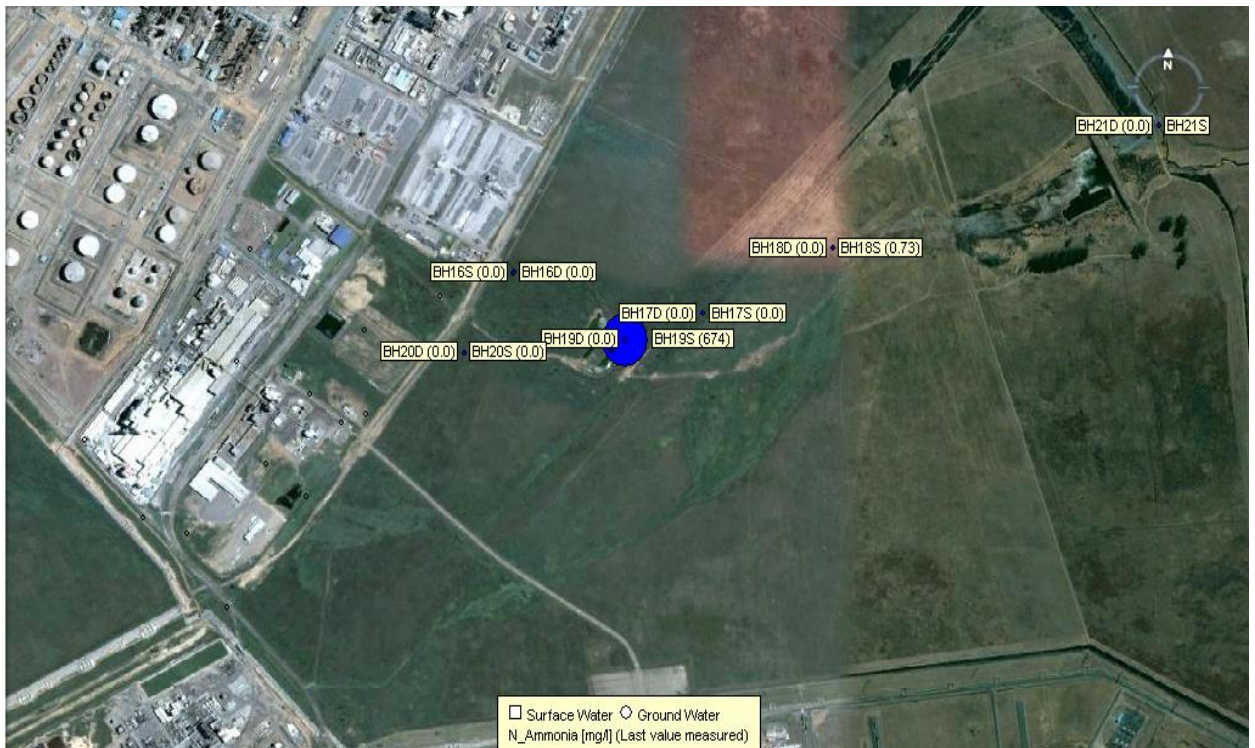 N
BH21D (0.0) BH21S
BH18D (0.0) BH18S (0.73)
BH16S (0.0) BH16D (0.0)
BH17D (0.0) BH17S (0.0)
BH19D (0.0) BH19S (674)
BH20D (0.0) BH20S (0.0)
Surface Water Ground Water
N_Ammonia [mg/l] (Last value measured)